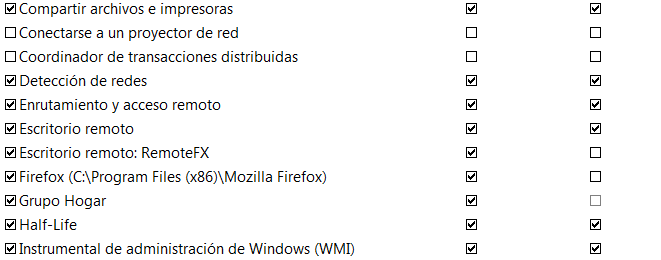 Compartir archivos e impresoras
Conectarse a un proyector de red
Coordinador de transacciones distribuidas
Detección de redes
Enrutamiento y acceso remoto
Escritorio remoto
Escritorio remoto: RemoteFX
Firefox (C:\Program Files (x86)\Mozilla Firefox)
Grupo Hogar
Half-Life
Instrumental de administración de Windows (WMI)